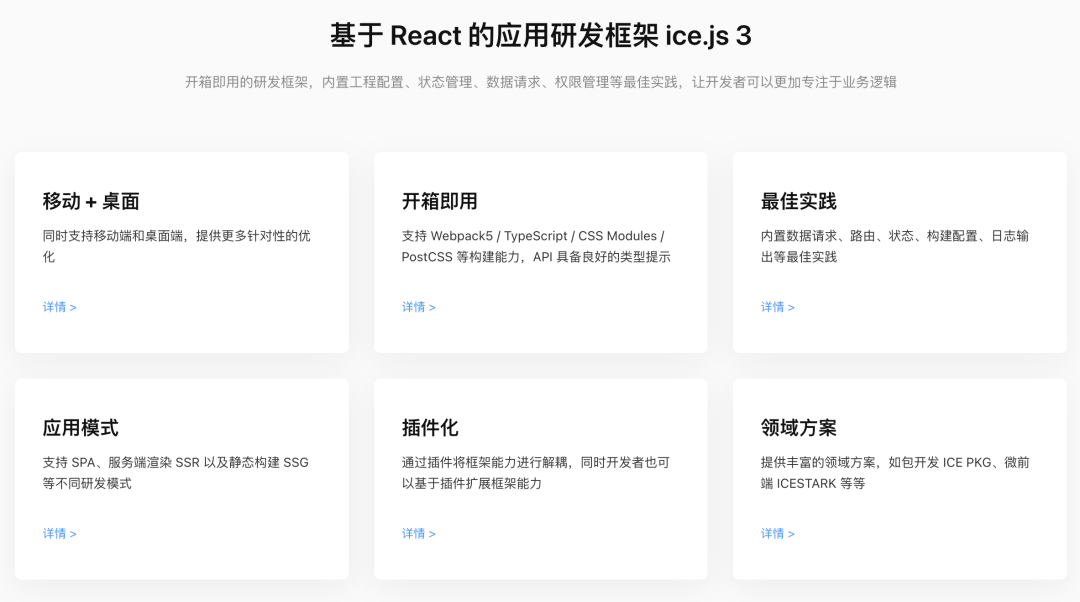 基于 React 的应用研发框架 ice.js 3
开箱即用的研发框架，内置工程配置、状态管理、数据请求、权限管理等最佳实践，让开发者可以更加专注于业务逻辑
移动 + 桌面
同时支持移动端和桌面端，提供更多针对性的优
化
详情 >
开箱即用
支持 Webpack5 / TypeScript / CSS Modules /
PostCSS 等构建能力，API 具备良好的类型提示
详情 >
最佳实践
内置数据请求、路由、状态、构建配置、日志输
出等最佳实践
详情 >
应用模式
支持 SPA、服务端渲染 SSR 以及静态构建 SSG
等不同研发模式
详情 >
插件化
通过插件将框架能力进行解耦，同时开发者也可
以基于插件扩展框架能力
详情 >
领域方案
提供丰富的领域方案，如包开发 ICE PKG、微前
端 ICESTARK 等等
详情 >